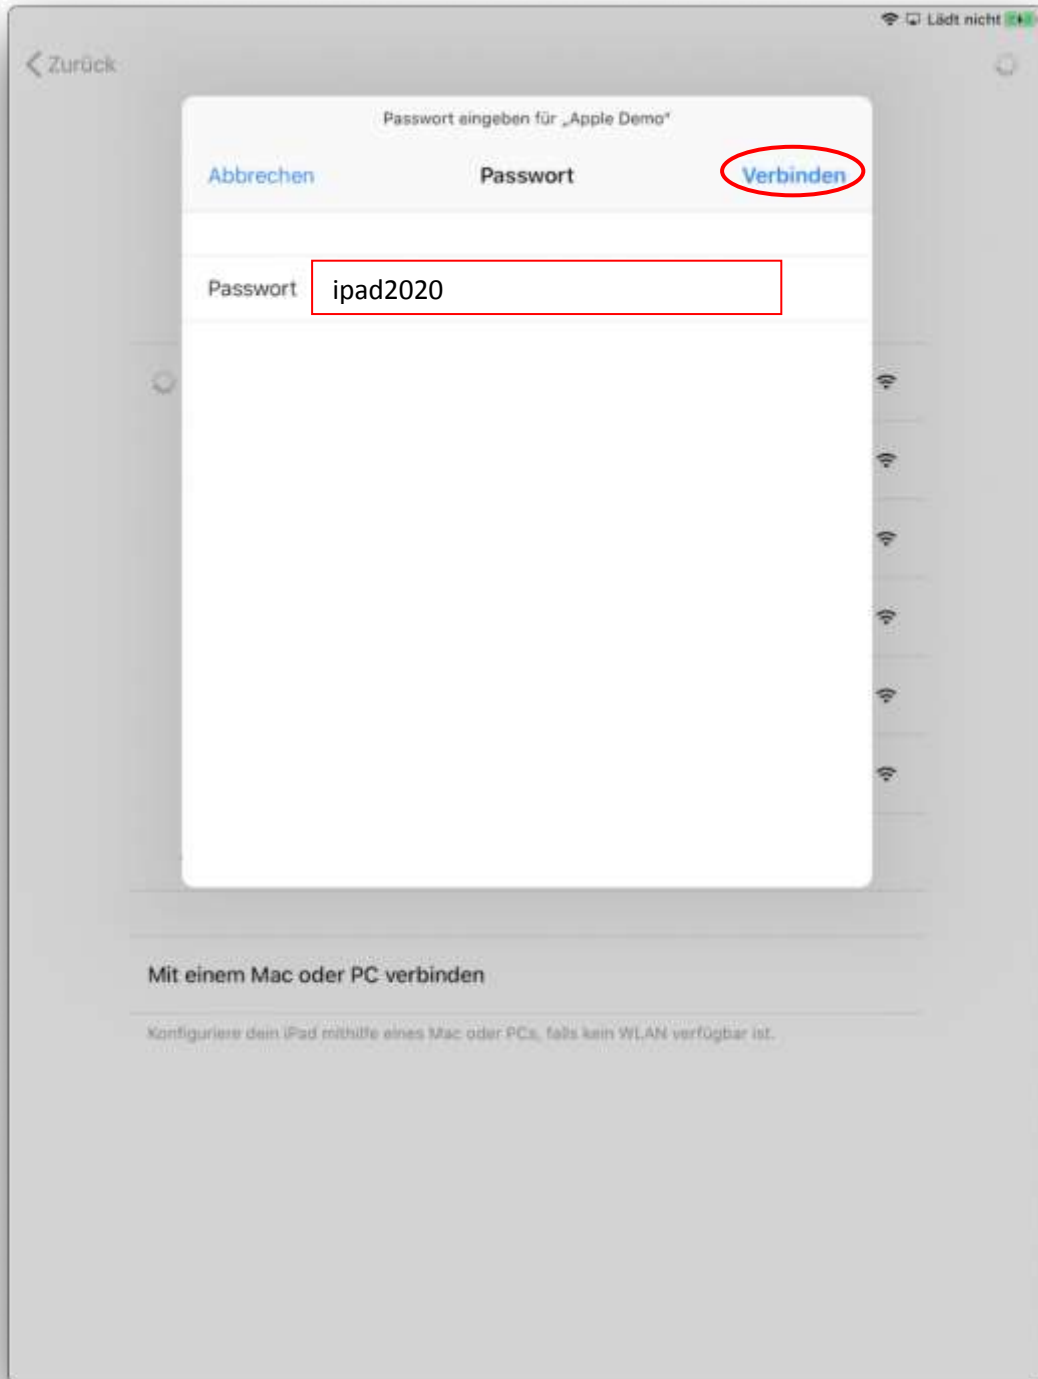 Lädt nicht
Zurück
Passwort eingeben für „Apple Demo“
Abbrechen
Passwort
Verbinden
Passwort ipad2020
Mit einem Mac oder PC verbinden
Konfiguriere dein iPad mithilfe eines Mac oder PCs, falls kein WLAN verfügbar ist.